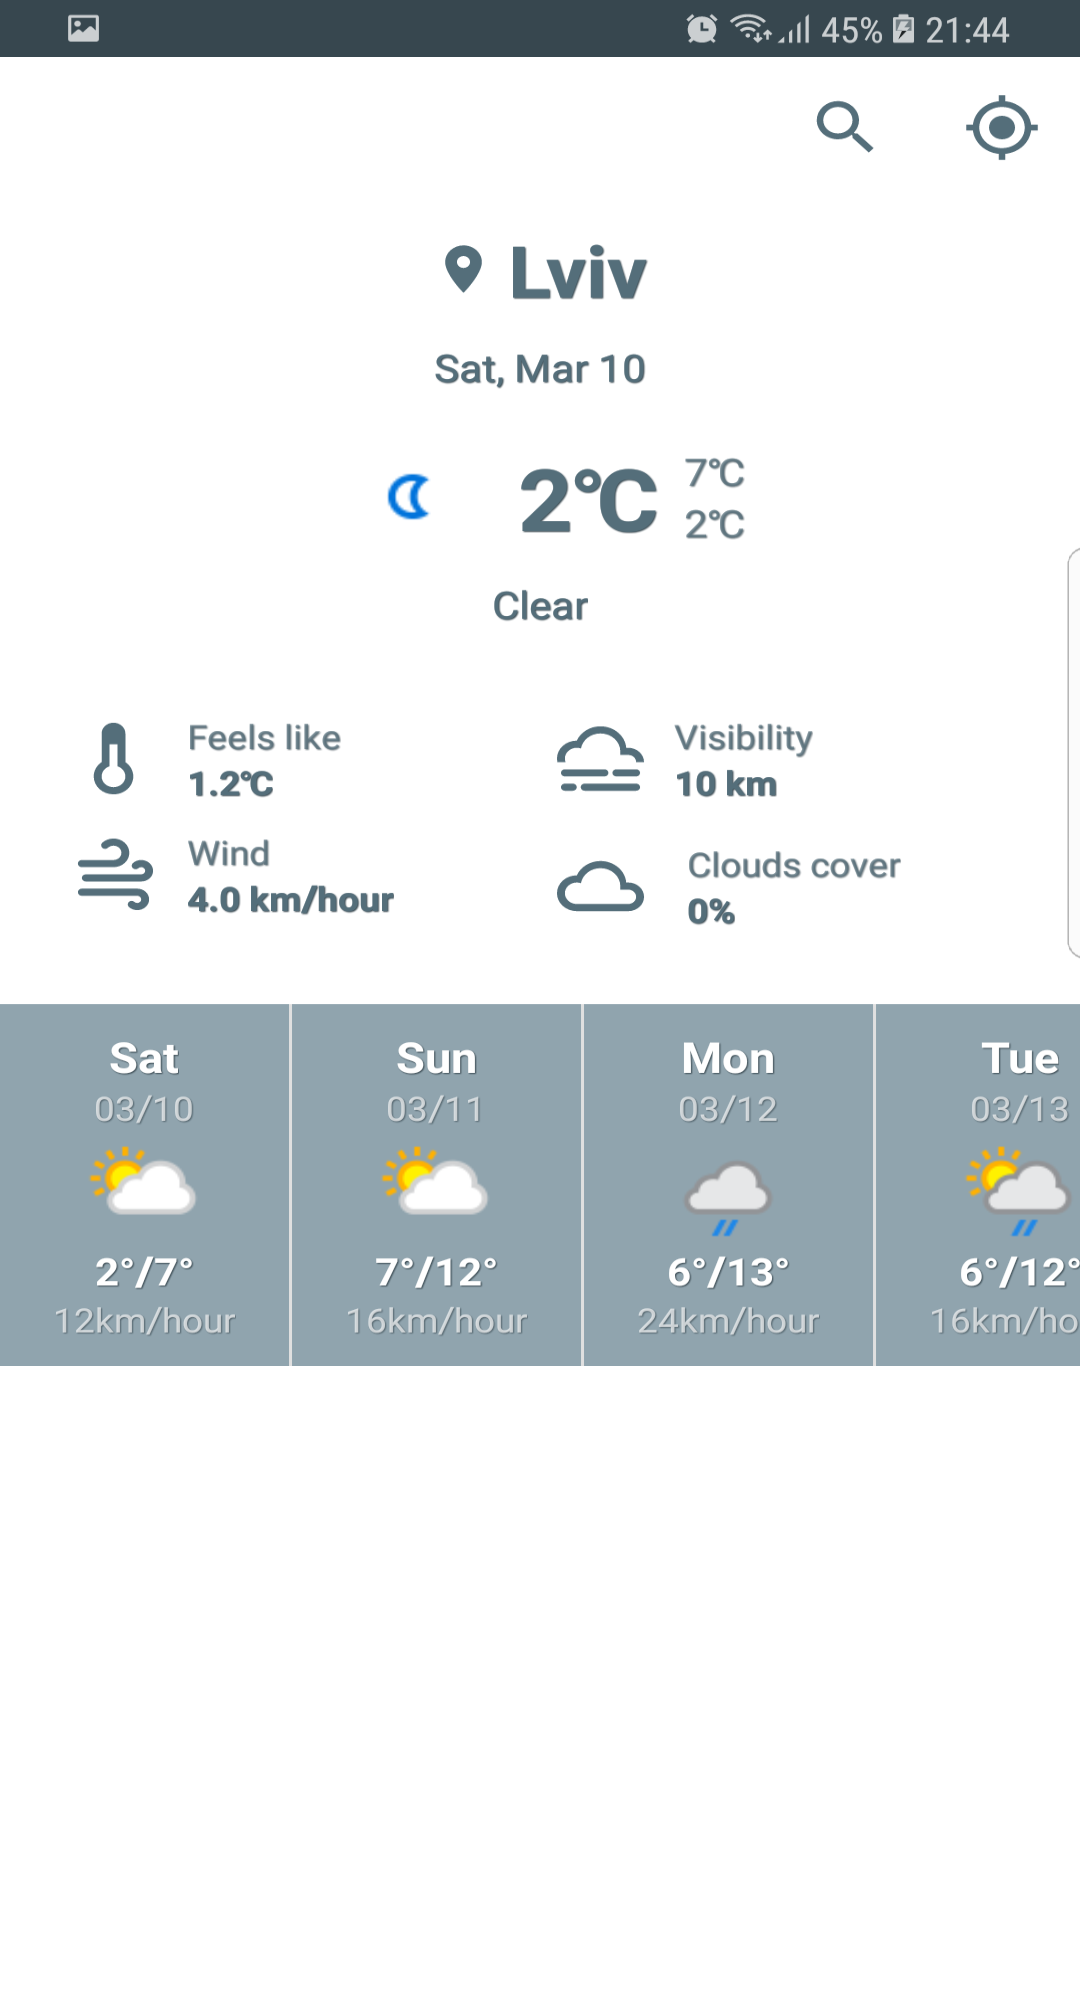 45% 21:44
Lviv
Sat, Mar 10
2°C
7°C
2°C
Clear
Feels like
1.2°C
Visibility
10 km
Wind
4.0 km/hour
Clouds cover
0%
Sat
03/10
2°/7°
12km/hour
Sun
03/11
7°/12°
16km/hour
Mon
03/12
6°/13°
24km/hour
Tue
03/13
6°/12°
16km/ho